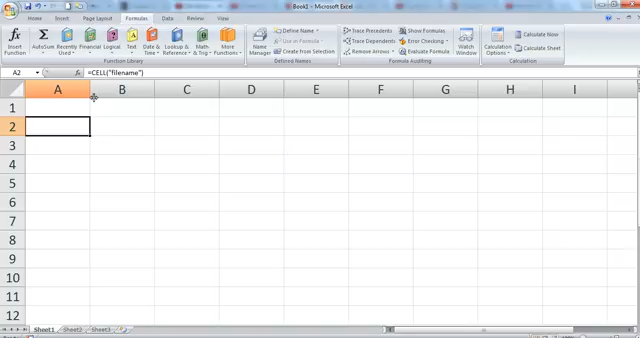 Book1 - Microsoft Excel
Home Insert Page Layout Formulas Data Review View
Insert Function AutoSum Recently Used Financial Logical Text Date & Time Lookup & Reference Math & Trig More Functions
Function Library
Name Manager Define Name Use in Formula Create from Selection
Defined Names
Trace Precedents Trace Dependents Remove Arrows Show Formulas Error Checking Evaluate Formula Watch Window
Formula Auditing
Calculation Options Calculate Now Calculate Sheet
Calculation
A2 =CELL("filename")
A B C D E F G H I
1
2
3
4
5
6
7
8
9
10
11
12
Sheet1 Sheet2 Sheet3